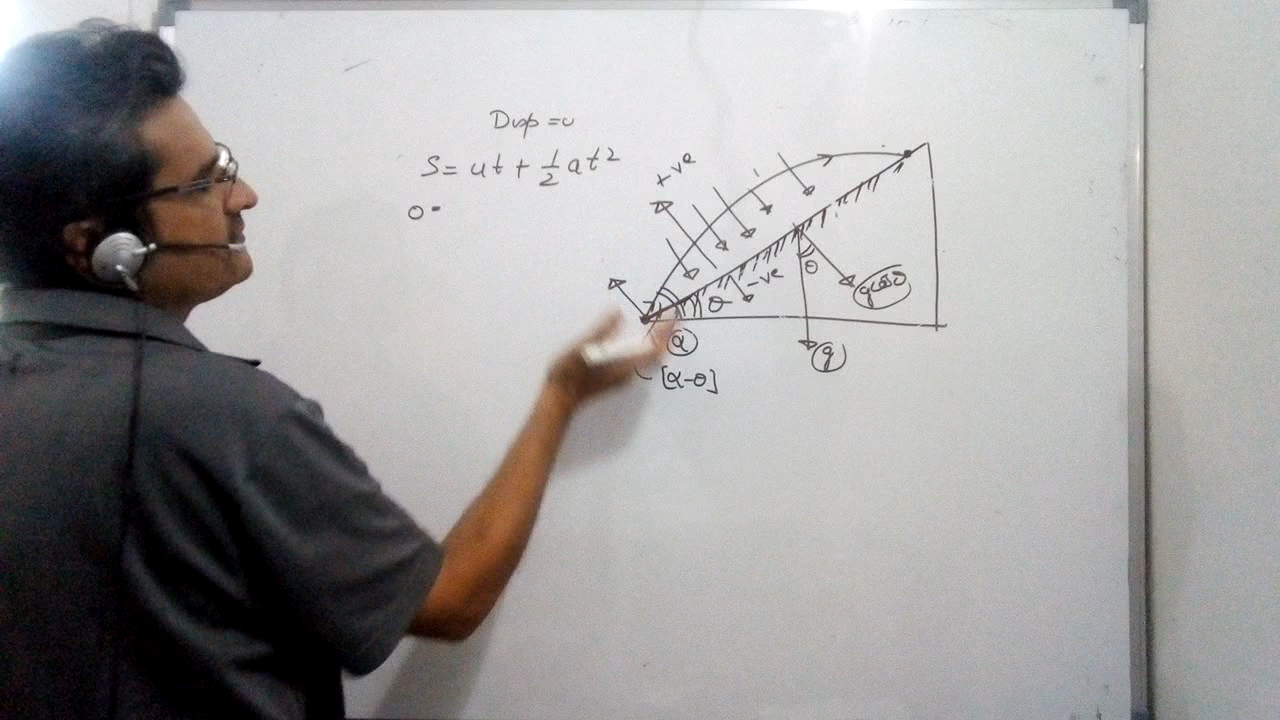 Disp = 0
S = ut + 1/2 at²
0 =
+ve
-ve
θ
θ
g cosθ
α
g
[α-θ]